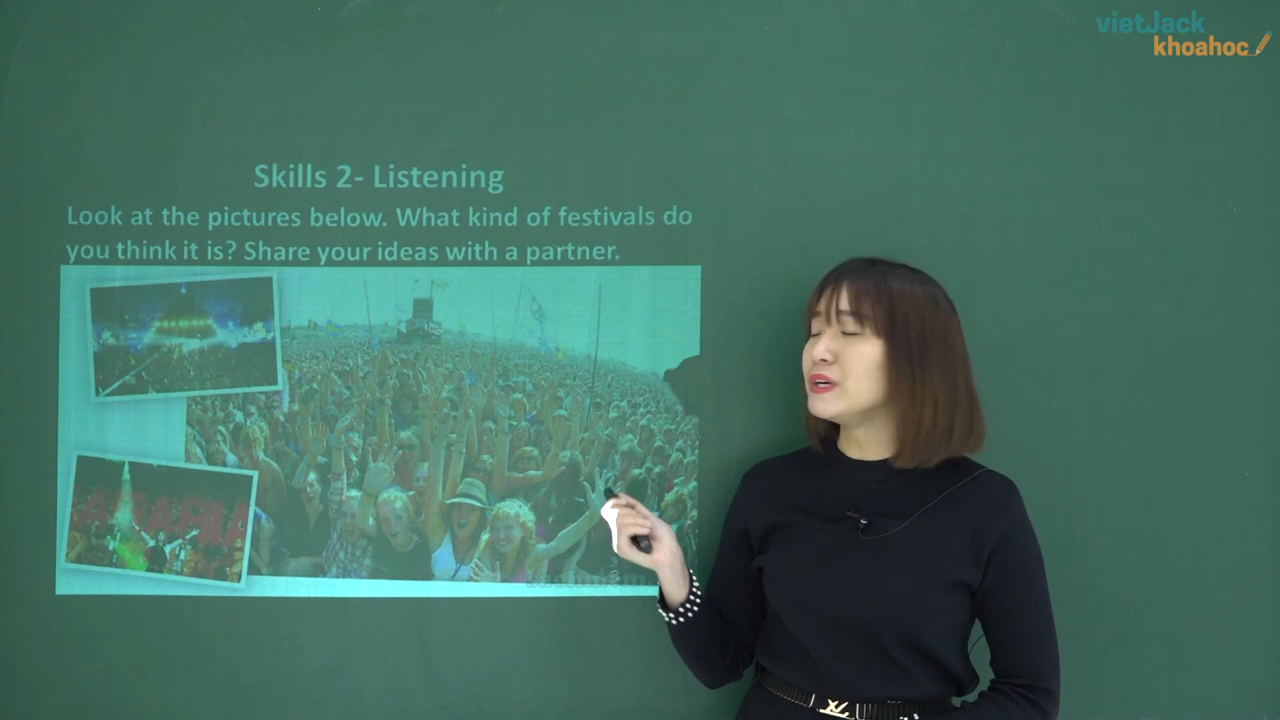 vietJack
khoahoc
Skills 2- Listening
Look at the pictures below. What kind of festivals do
you think it is? Share your ideas with a partner.